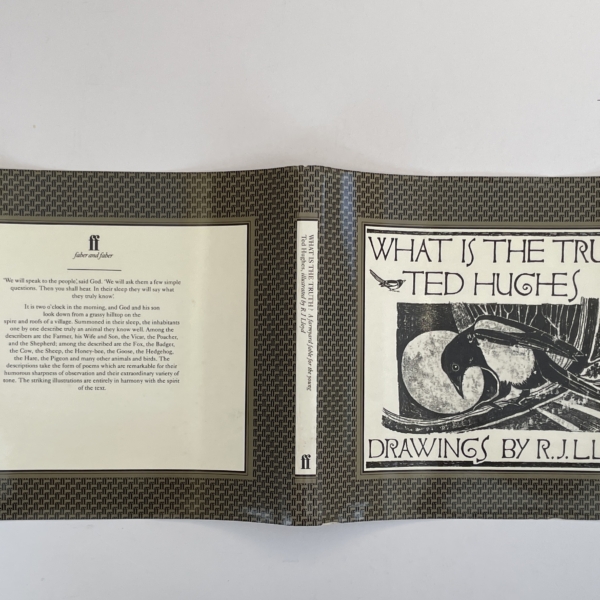 ff
faber and faber
'We will speak to the people', said God. 'We will ask them a few simple
questions. Then you shall hear. In their sleep they will say what
they truly know'.
It is two o'clock in the morning, and God and his son
look down from a grassy hilltop on the
spire and roofs of a village. Summoned in their sleep, the inhabitants
one by one describe truly an animal they know well. Among the
describers are the Farmer, his Wife and Son, the Vicar, the Poacher,
and the Shepherd; among the described are the Fox, the Badger,
the Cow, the Sheep, the Honey-bee, the Goose, the Hedgehog,
the Hare, the Pigeon and many other animals and birds. The
descriptions take the form of poems which are remarkable for their
humorous sharpness of observation and their extraordinary variety of
tone. The striking illustrations are entirely in harmony with the spirit
of the text.
WHAT IS THE TRUTH? A farmyard fable for the young
Ted Hughes, illustrated by R J Lloyd
ff
WHAT IS THE TRU
TED HUGHES
DRAWINGS BY R.J.LL